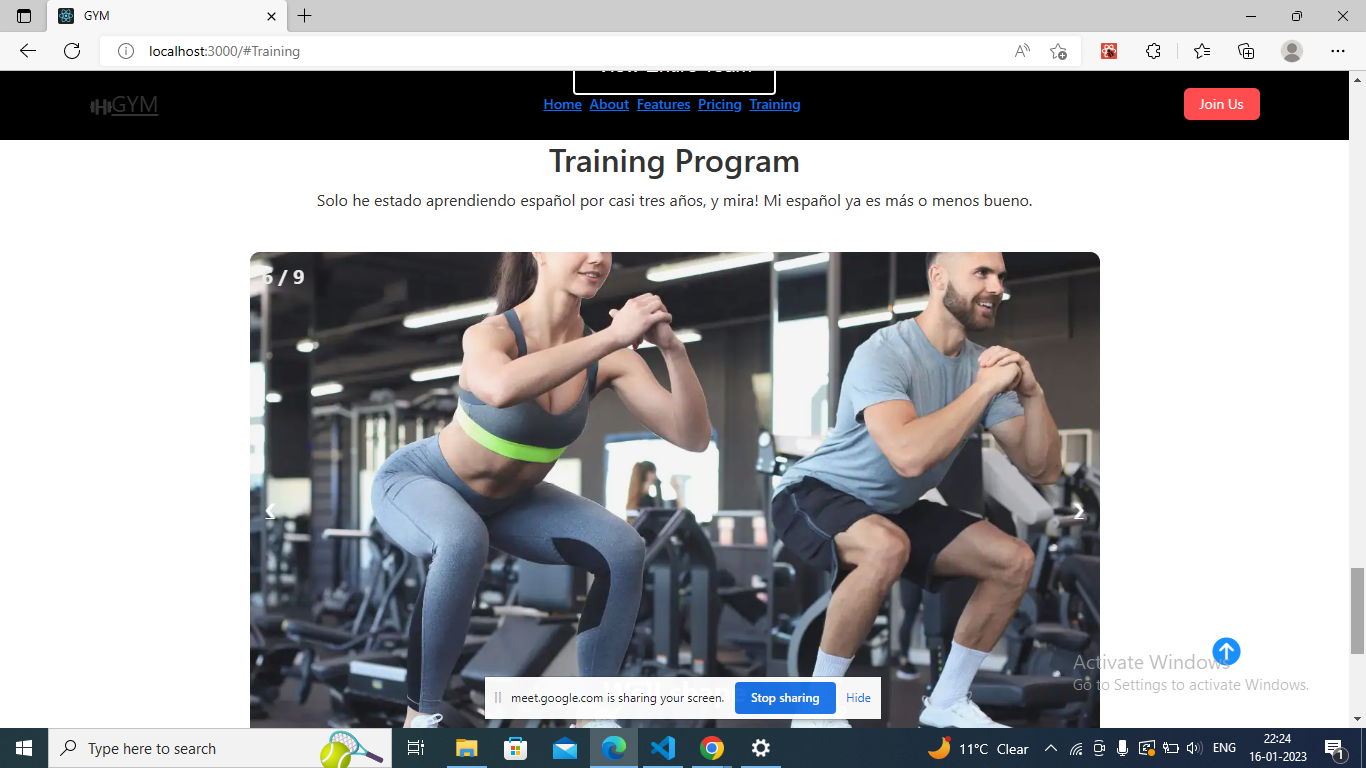 GYM
localhost:3000/#Training
GYM
Home About Features Pricing Training
Join Us
Training Program
Solo he estado aprendiendo español por casi tres años, y mira! Mi español ya es más o menos bueno.
6 / 9
Activate Windows
Go to Settings to activate Windows.
meet.google.com is sharing your screen.
Stop sharing
Hide
Type here to search
11°C Clear
ENG
22:24
16-01-2023
1